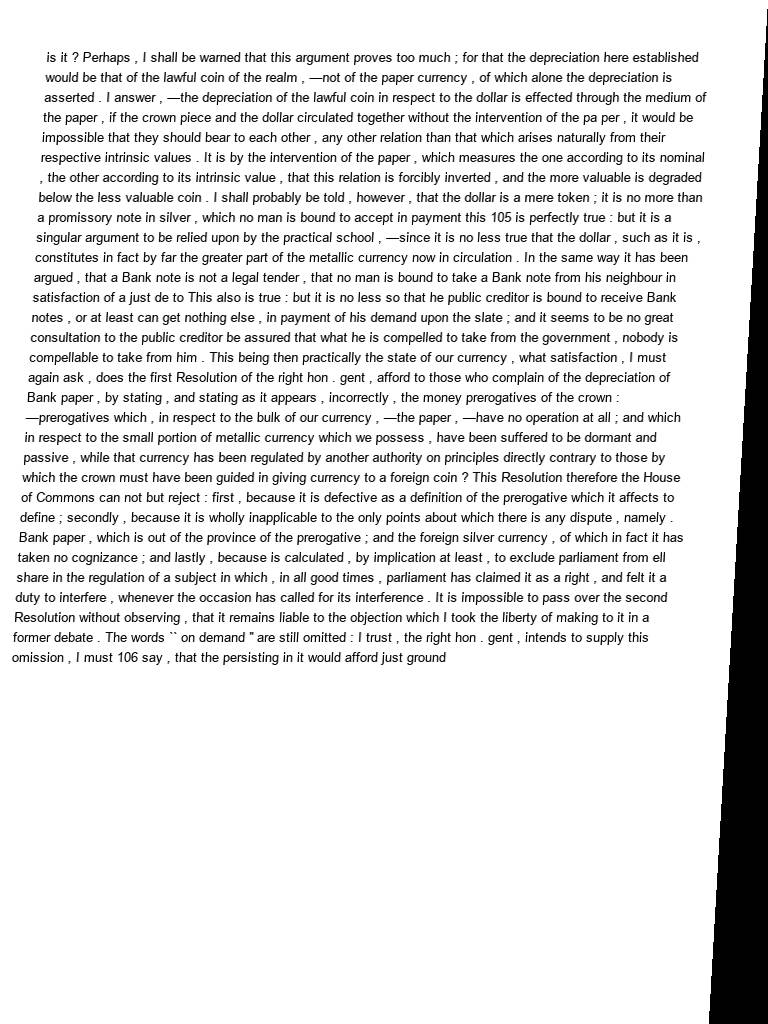 is it ? Perhaps , I shall be warned that this argument proves too much ; for that the depreciation here established
would be that of the lawful coin of the realm , —not of the paper currency , of which alone the depreciation is
asserted . I answer , —the depreciation of the lawful coin in respect to the dollar is effected through the medium of
the paper , if the crown piece and the dollar circulated together without the intervention of the pa per , it would be
impossible that they should bear to each other , any other relation than that which arises naturally from their
respective intrinsic values . It is by the intervention of the paper , which measures the one according to its nominal
, the other according to its intrinsic value , that this relation is forcibly inverted , and the more valuable is degraded
below the less valuable coin . I shall probably be told , however , that the dollar is a mere token ; it is no more than
a promissory note in silver , which no man is bound to accept in payment this 105 is perfectly true : but it is a
singular argument to be relied upon by the practical school , —since it is no less true that the dollar , such as it is ,
constitutes in fact by far the greater part of the metallic currency now in circulation . In the same way it has been
argued , that a Bank note is not a legal tender , that no man is bound to take a Bank note from his neighbour in
satisfaction of a just de to This also is true : but it is no less so that he public creditor is bound to receive Bank
notes , or at least can get nothing else , in payment of his demand upon the slate ; and it seems to be no great
consultation to the public creditor be assured that what he is compelled to take from the government , nobody is
compellable to take from him . This being then practically the state of our currency , what satisfaction , I must
again ask , does the first Resolution of the right hon . gent , afford to those who complain of the depreciation of
Bank paper , by stating , and stating as it appears , incorrectly , the money prerogatives of the crown :
—prerogatives which , in respect to the bulk of our currency , —the paper , —have no operation at all ; and which
in respect to the small portion of metallic currency which we possess , have been suffered to be dormant and
passive , while that currency has been regulated by another authority on principles directly contrary to those by
which the crown must have been guided in giving currency to a foreign coin ? This Resolution therefore the House
of Commons can not but reject : first , because it is defective as a definition of the prerogative which it affects to
define ; secondly , because it is wholly inapplicable to the only points about which there is any dispute , namely .
Bank paper , which is out of the province of the prerogative ; and the foreign silver currency , of which in fact it has
taken no cognizance ; and lastly , because is calculated , by implication at least , to exclude parliament from ell
share in the regulation of a subject in which , in all good times , parliament has claimed it as a right , and felt it a
duty to interfere , whenever the occasion has called for its interference . It is impossible to pass over the second
Resolution without observing , that it remains liable to the objection which I took the liberty of making to it in a
former debate . The words `` on demand '' are still omitted : I trust , the right hon . gent , intends to supply this
omission , I must 106 say , that the persisting in it would afford just ground